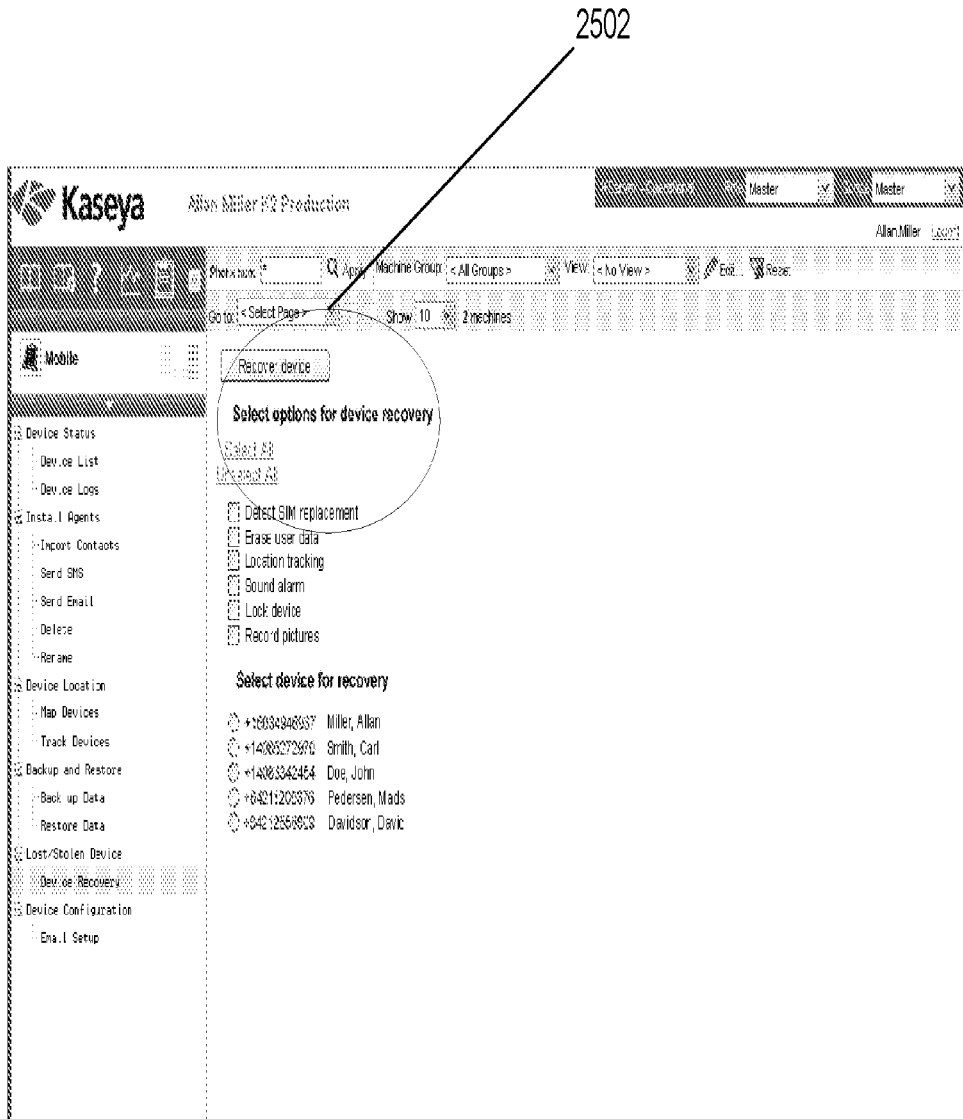 2502
Kaseya
Allan Miller K2 Production
Master
Master
Allan.Miller
Apply
Machine Group: < All Groups >
View: < No View >
Edit...
Reset
Go to: < Select Page >
Show 10
2 machines
Mobile
Recover device
Select options for device recovery
Select All
Unselect All
Detect SIM replacement
Erase user data
Location tracking
Sound alarm
Lock device
Record pictures
Select device for recovery
Miller, Allan
Smith, Carl
Doe, John
Pedersen, Mads
Davidson, David
Device Status
Device List
Device Logs
Install Agents
Import Contacts
Send SMS
Send Email
Delete
Rename
Device Location
Map Devices
Track Devices
Backup and Restore
Back up Data
Restore Data
Lost/Stolen Device
Device Recovery
Device Configuration
Email Setup